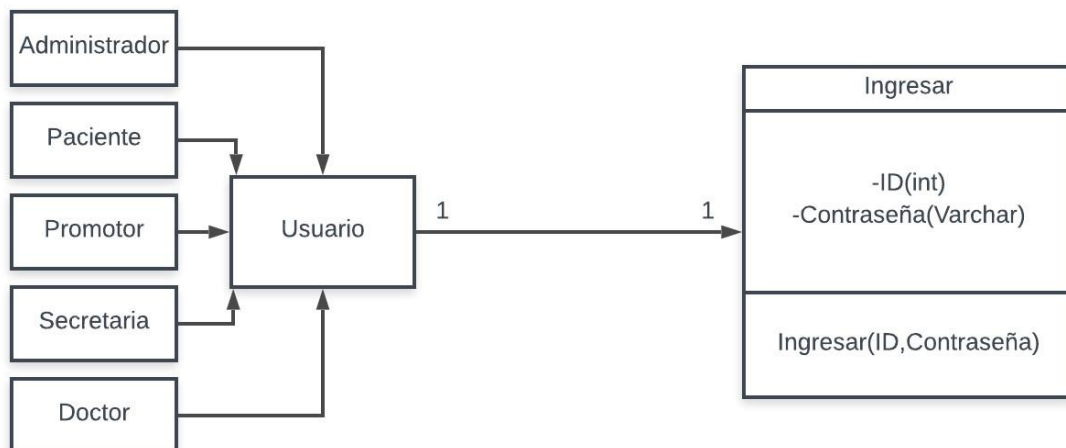 Administrador
Paciente
Promotor
Secretaria
Doctor
Usuario
1
1
Ingresar
-ID(int)
-Contraseña(Varchar)
Ingresar(ID,Contraseña)